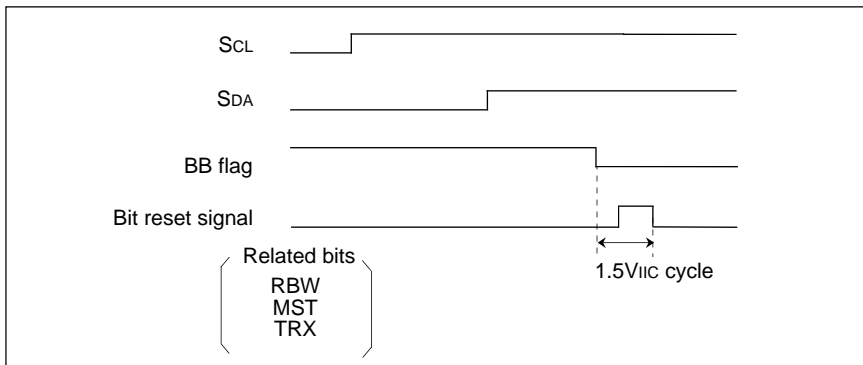 SCL
SDA
BB flag
Bit reset signal
Related bits
RBW
MST
TRX
1.5VIIC cycle